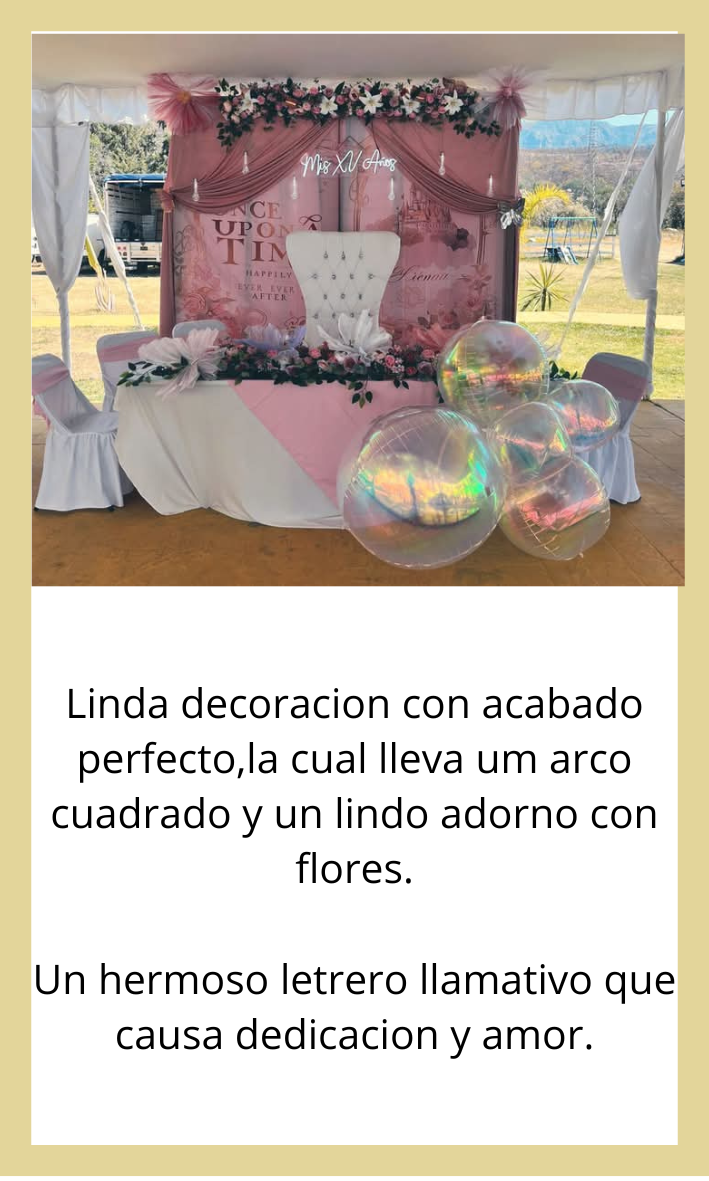 Mis XV Años
NCE
UPON A
TIM
HAPPILY
EVER EVER
AFTER
Linda decoracion con acabado
perfecto,la cual lleva um arco
cuadrado y un lindo adorno con
flores.
Un hermoso letrero llamativo que
causa dedicacion y amor.